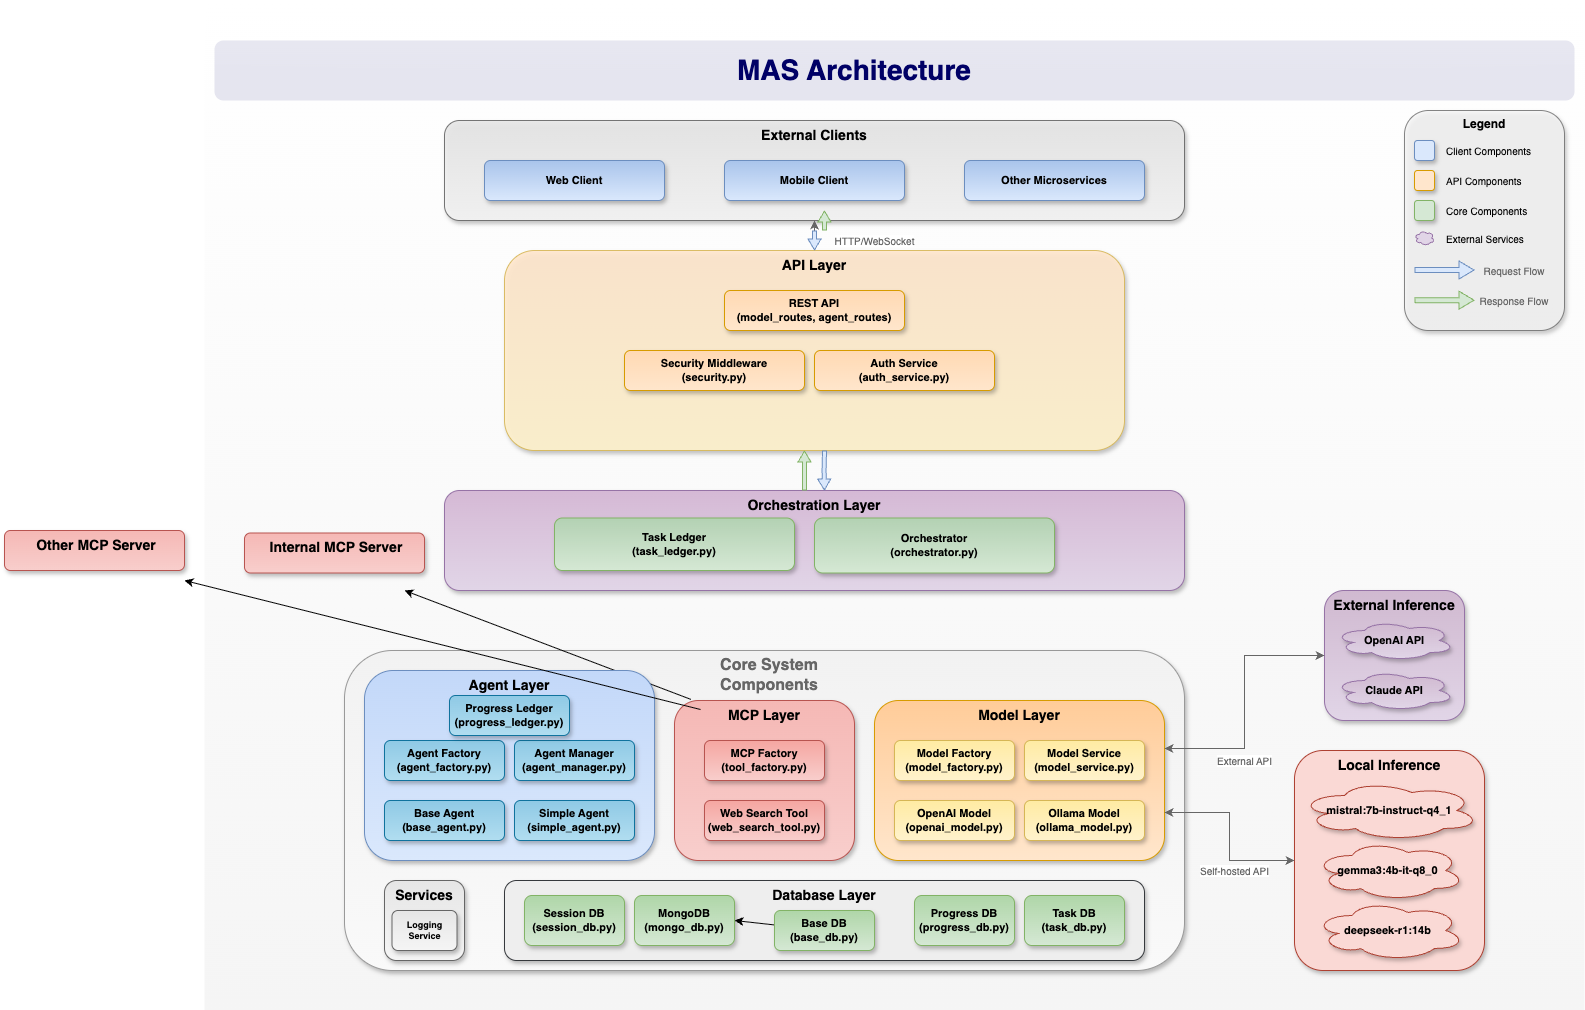 MAS Architecture
External Clients
Web Client
Mobile Client
Other Microservices
Legend
Client Components
API Components
Core Components
External Services
Request Flow
Response Flow
HTTP/WebSocket
API Layer
REST API
(model_routes, agent_routes)
Security Middleware
(security.py)
Auth Service
(auth_service.py)
Orchestration Layer
Task Ledger
(task_ledger.py)
Orchestrator
(orchestrator.py)
Other MCP Server
Internal MCP Server
External Inference
OpenAI API
Claude API
Core System
Components
Agent Layer
Progress Ledger
(progress_ledger.py)
Agent Factory
(agent_factory.py)
Agent Manager
(agent_manager.py)
Base Agent
(base_agent.py)
Simple Agent
(simple_agent.py)
MCP Layer
MCP Factory
(tool_factory.py)
Web Search Tool
(web_search_tool.py)
Model Layer
Model Factory
(model_factory.py)
Model Service
(model_service.py)
OpenAI Model
(openai_model.py)
Ollama Model
(ollama_model.py)
External API
Self-hosted API
Local Inference
mistral:7b-instruct-q4_1
gemma3:4b-it-q8_0
deepseek-r1:14b
Services
Logging
Service
Database Layer
Session DB
(session_db.py)
MongoDB
(mongo_db.py)
Base DB
(base_db.py)
Progress DB
(progress_db.py)
Task DB
(task_db.py)